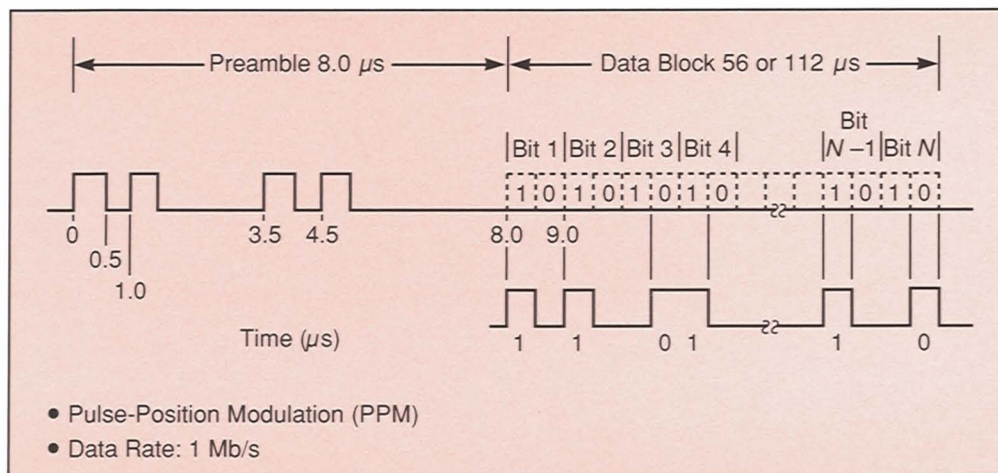 Preamble 8.0 µs
Data Block 56 or 112 µs
Bit
Bit 1 Bit 2 Bit 3 Bit 4 N –1 Bit N
1 0 1 0 1 0 1 0 1 0 1 0
0 3.5 4.5 8.0 9.0
0.5
1.0
Time (µs)
1 1 0 1 1 0
• Pulse-Position Modulation (PPM)
• Data Rate: 1 Mb/s